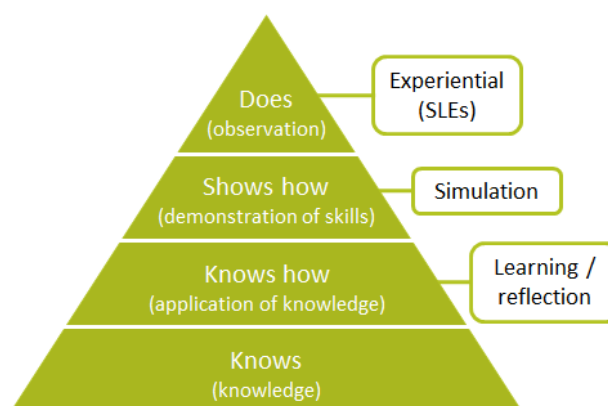 Does
(observation)
Experiential
(SLEs)
Shows how
(demonstration of skills)
Simulation
Knows how
(application of knowledge)
Learning /
reflection
Knows
(knowledge)